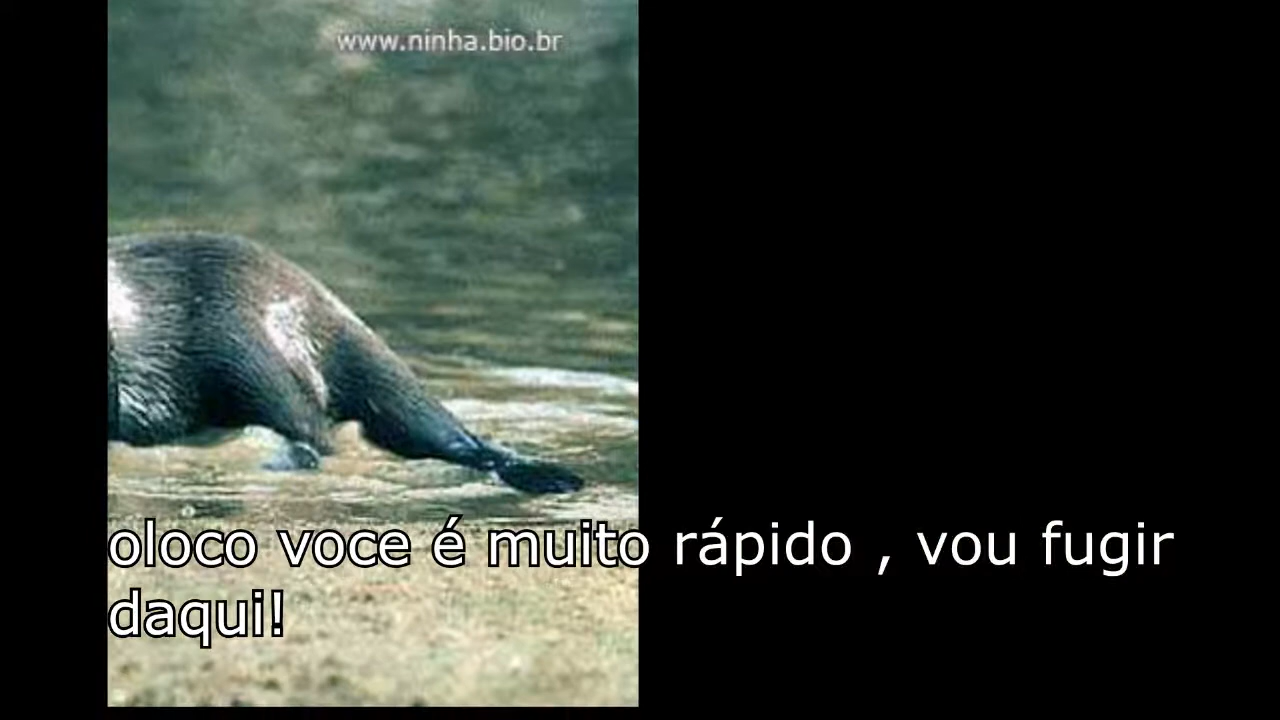 www.ninha.bio.br
oloco voce é muito rápido , vou fugir
daqui!